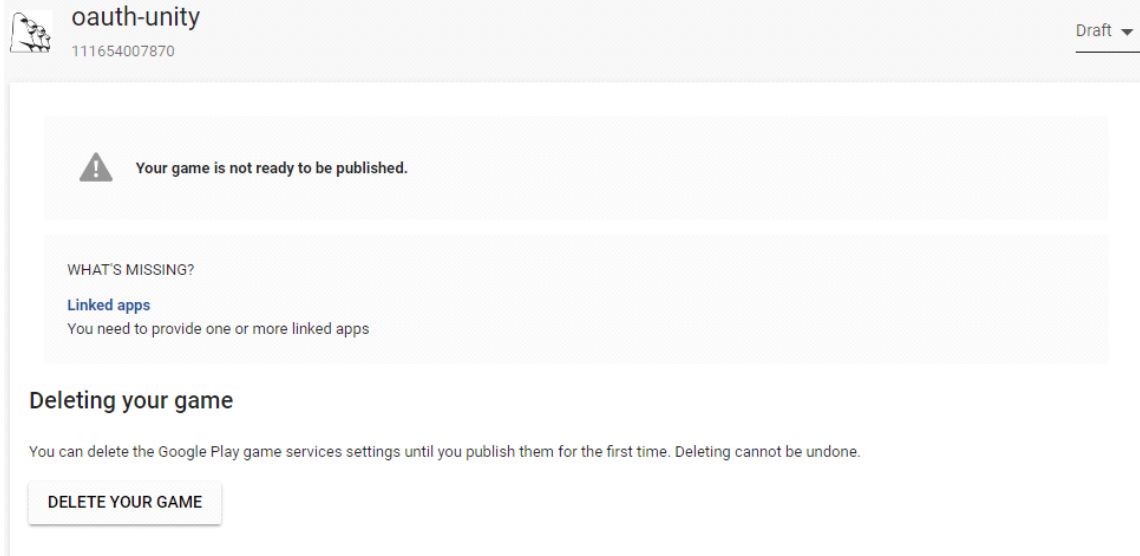 oauth-unity
111654007870
Draft
Your game is not ready to be published.
WHAT'S MISSING?
Linked apps
You need to provide one or more linked apps
Deleting your game
You can delete the Google Play game services settings until you publish them for the first time. Deleting cannot be undone.
DELETE YOUR GAME